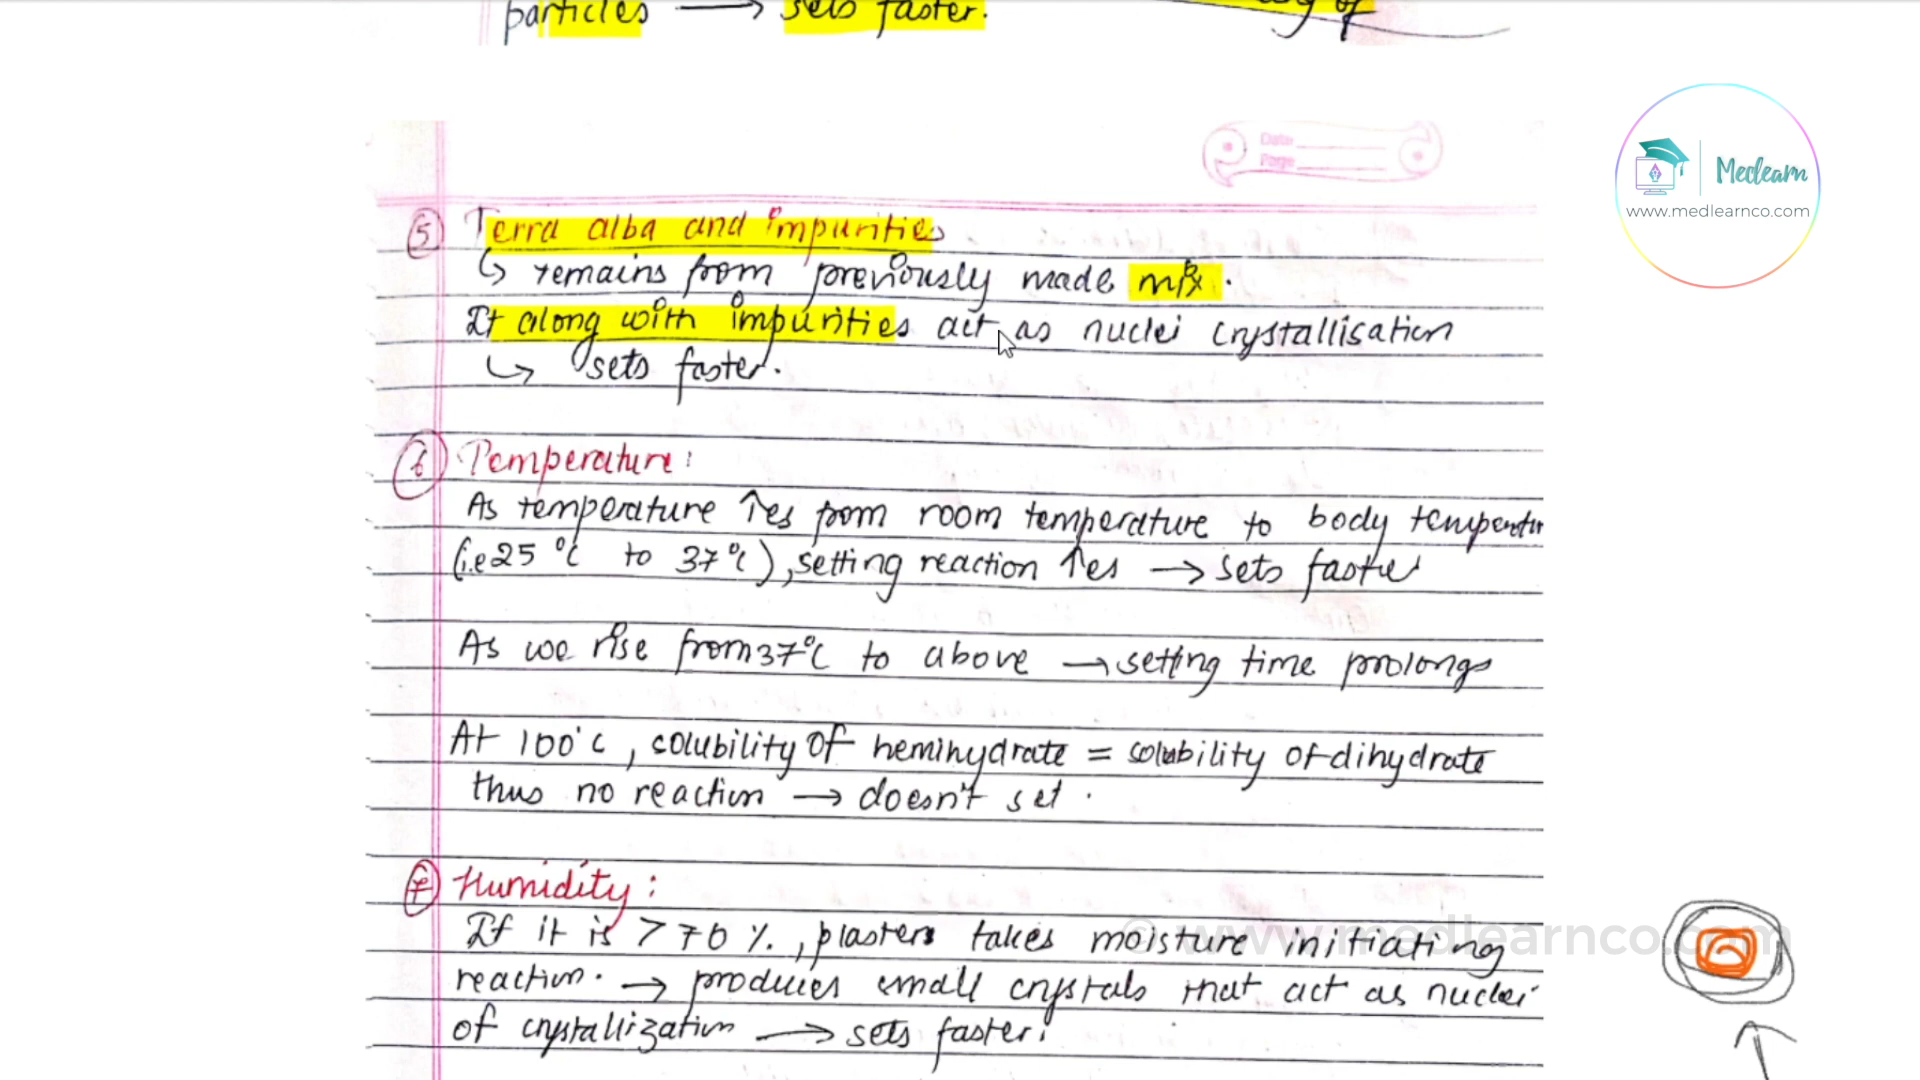 particles → sets faster.
Date
Page
Medlearn
www.medlearnco.com
5 Terra alba and impurities
↳ remains from previously made mix.
It along with impurities act as nuclei crystallisation
↳ sets faster.
6 Temperature:
As temperature ↑es from room temperature to body temperatur
(i.e 25 °C to 37°C), setting reaction ↑es → sets faster
As we rise from 37°C to above → setting time prolongs
At 100°C, solubility of hemihydrate = solubility of dihydrate
thus no reaction → doesn't set.
7 Humidity:
If it is > 70 %, plasters takes moisture initiating
reaction. → produces small crystals that act as nuclei
of crystallization → sets faster.
© www.medlearnco.com